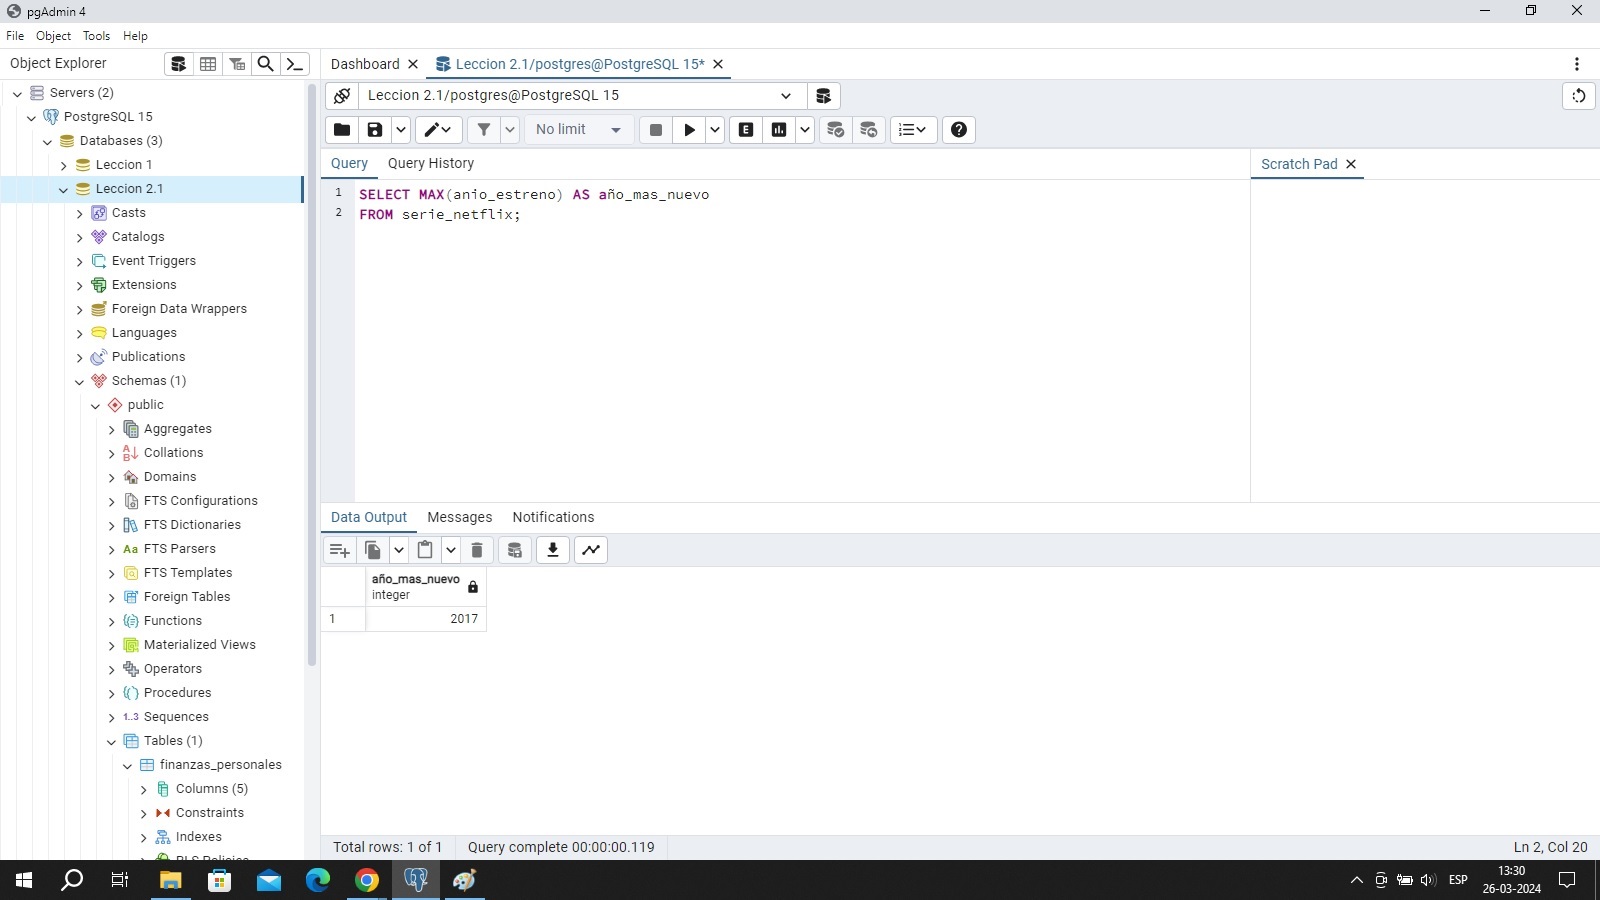 pgAdmin 4
File Object Tools Help
Object Explorer
Dashboard
Leccion 2.1/postgres@PostgreSQL 15*
Servers (2)
PostgreSQL 15
Databases (3)
Leccion 1
Leccion 2.1
Casts
Catalogs
Event Triggers
Extensions
Foreign Data Wrappers
Languages
Publications
Schemas (1)
public
Aggregates
Collations
Domains
FTS Configurations
FTS Dictionaries
Aa FTS Parsers
FTS Templates
Foreign Tables
Functions
Materialized Views
Operators
Procedures
1..3 Sequences
Tables (1)
finanzas_personales
Columns (5)
Constraints
Indexes
RLS Policies
Leccion 2.1/postgres@PostgreSQL 15
No limit
E
Query Query History
Scratch Pad
1 SELECT MAX(anio_estreno) AS año_mas_nuevo
2 FROM serie_netflix;
Data Output Messages Notifications
año_mas_nuevo
integer
1 2017
Total rows: 1 of 1 Query complete 00:00:00.119 Ln 2, Col 20
ESP
13:30
26-03-2024